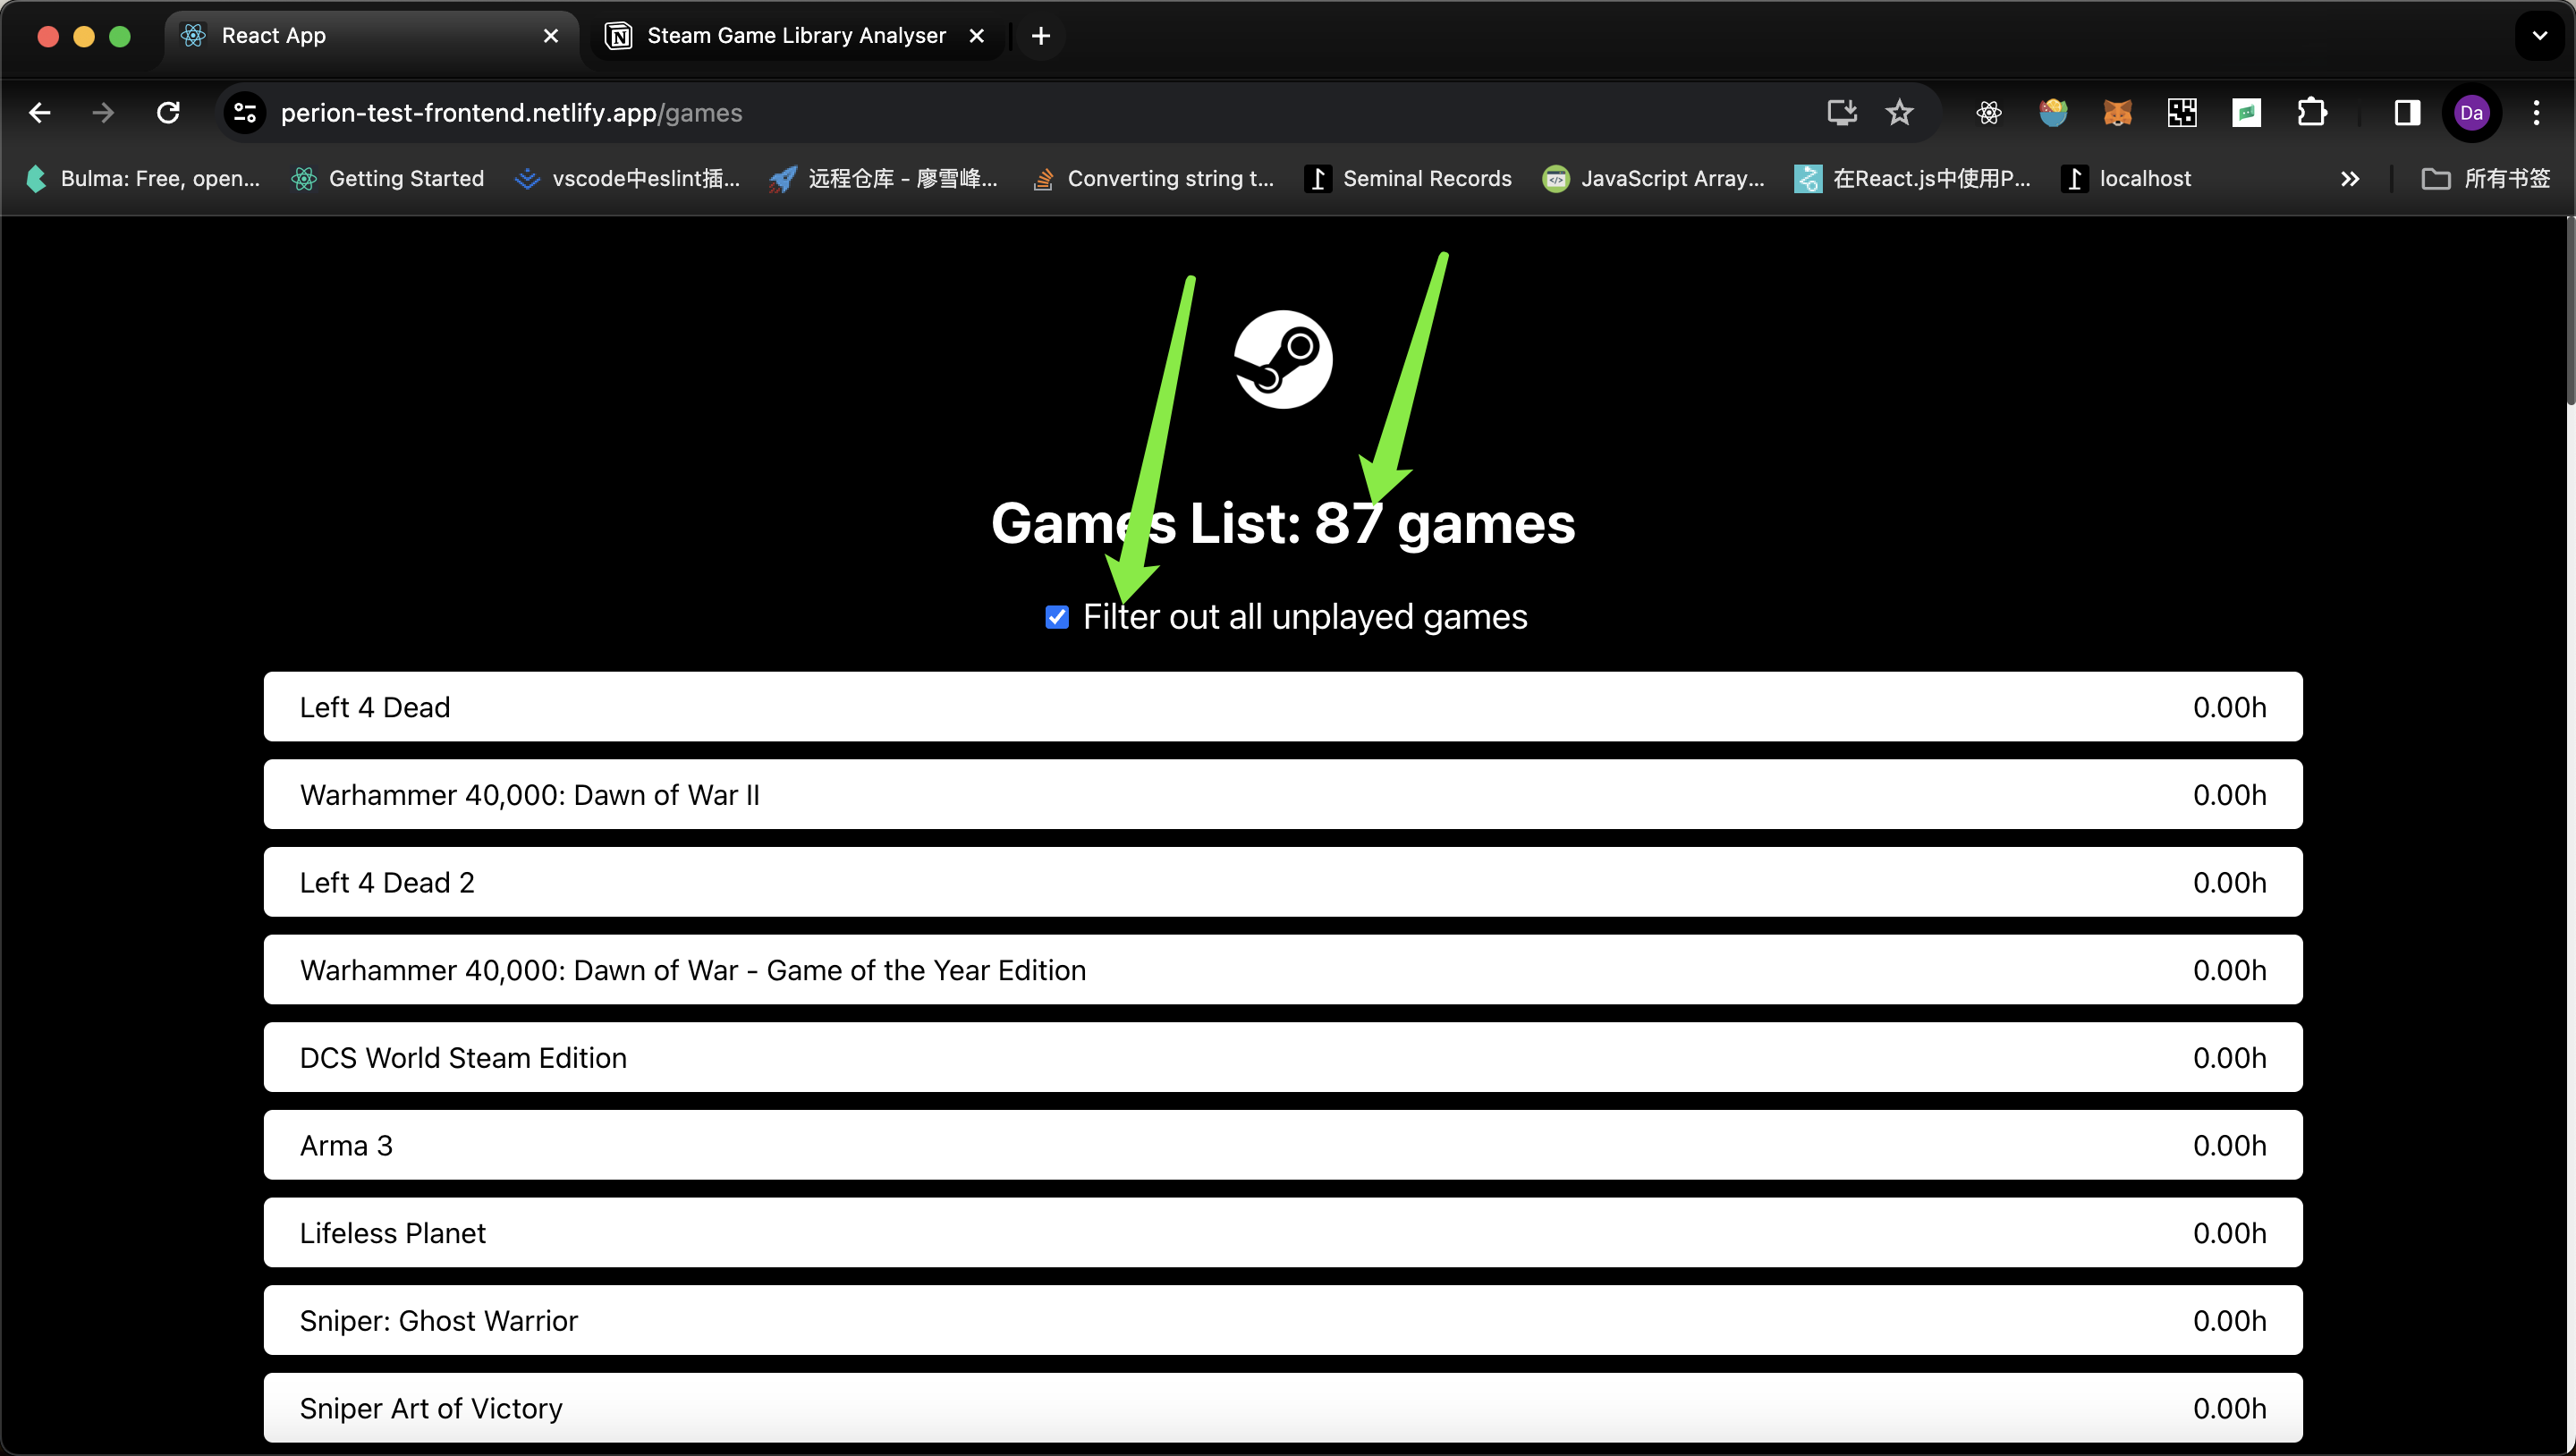 React App
Steam Game Library Analyser
perion-test-frontend.netlify.app/games
Da
Bulma: Free, open...
Getting Started
vscode中eslint插...
远程仓库 - 廖雪峰...
Converting string t...
Seminal Records
JavaScript Array...
在React.js中使用P...
localhost
所有书签
Games List: 87 games
Filter out all unplayed games
Left 4 Dead 0.00h
Warhammer 40,000: Dawn of War II 0.00h
Left 4 Dead 2 0.00h
Warhammer 40,000: Dawn of War - Game of the Year Edition 0.00h
DCS World Steam Edition 0.00h
Arma 3 0.00h
Lifeless Planet 0.00h
Sniper: Ghost Warrior 0.00h
Sniper Art of Victory 0.00h